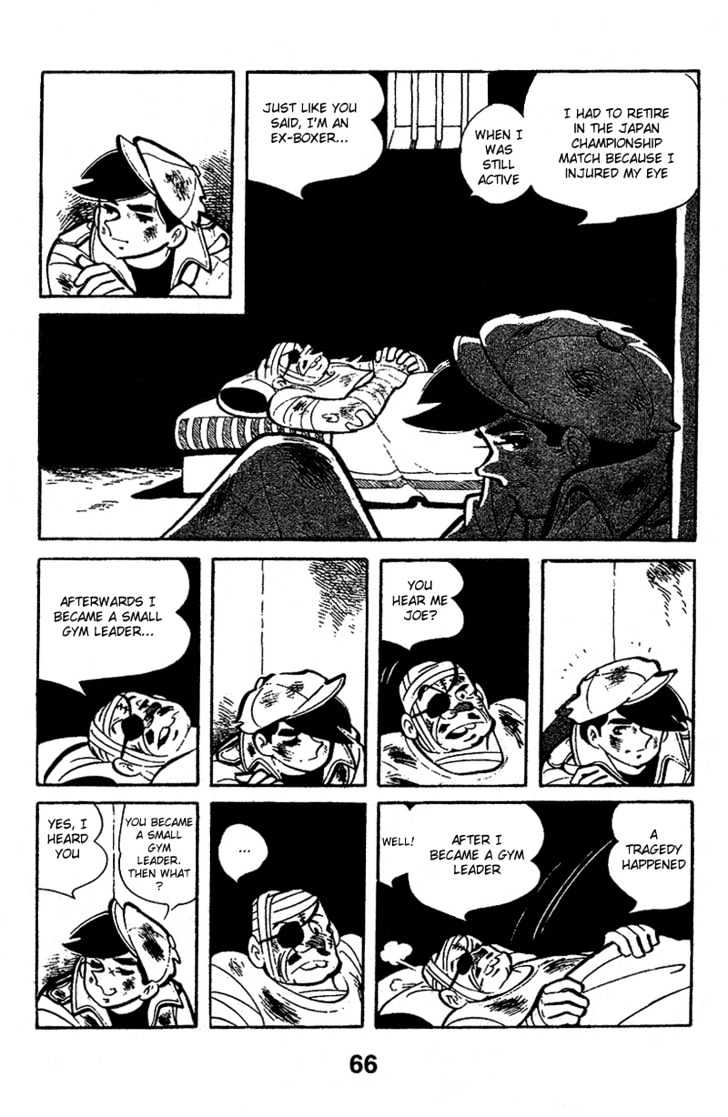 JUST LIKE YOU
SAID, I'M AN
EX-BOXER...
WHEN I
WAS
STILL
ACTIVE
I HAD TO RETIRE
IN THE JAPAN
CHAMPIONSHIP
MATCH BECAUSE I
INJURED MY EYE
AFTERWARDS I
BECAME A SMALL
GYM LEADER...
YOU
HEAR ME
JOE?
YES, I
HEARD
YOU
YOU BECAME
A SMALL
GYM
LEADER.
THEN WHAT
?
...
WELL!
AFTER I
BECAME A GYM
LEADER
A
TRAGEDY
HAPPENED
66